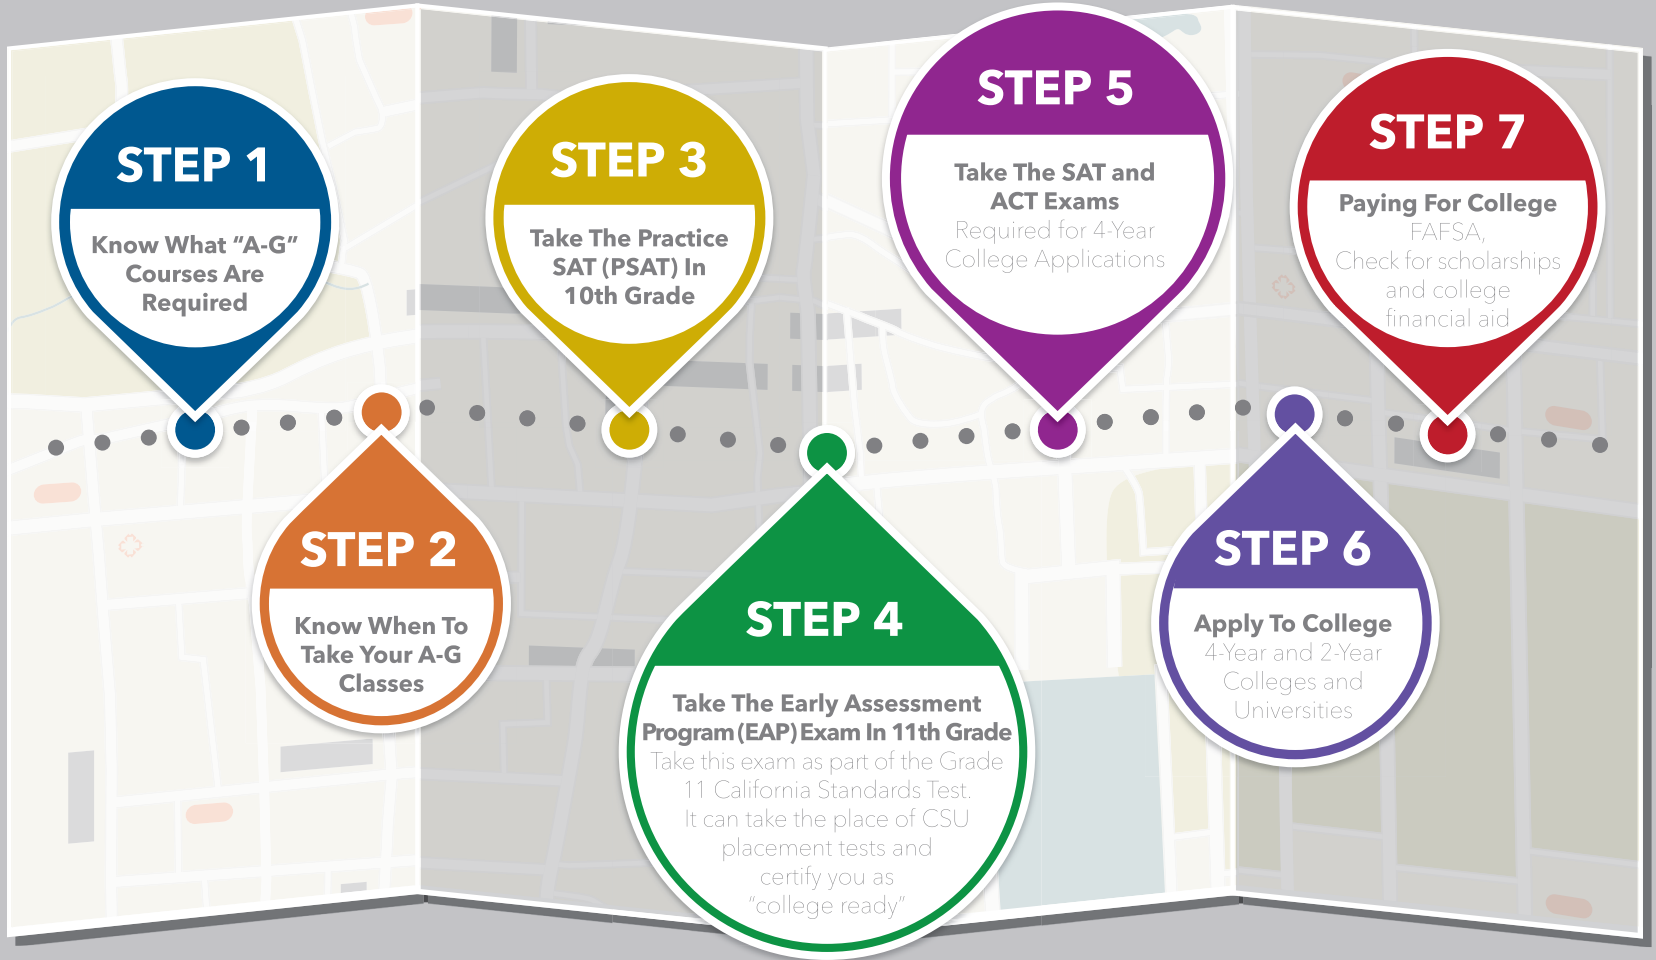 STEP 1
Know What “A-G”
Courses Are
Required
STEP 2
Know When To
Take Your A-G
Classes
STEP 3
Take The Practice
SAT (PSAT) In
10th Grade
STEP 4
Take The Early Assessment
Program (EAP) Exam In 11th Grade
Take this exam as part of the Grade
11 California Standards Test.
It can take the place of CSU
placement tests and
certify you as
“college ready”
STEP 5
Take The SAT and
ACT Exams
Required for 4-Year
College Applications
STEP 6
Apply To College
4-Year and 2-Year
Colleges and
Universities
STEP 7
Paying For College
FAFSA,
Check for scholarships
and college
financial aid